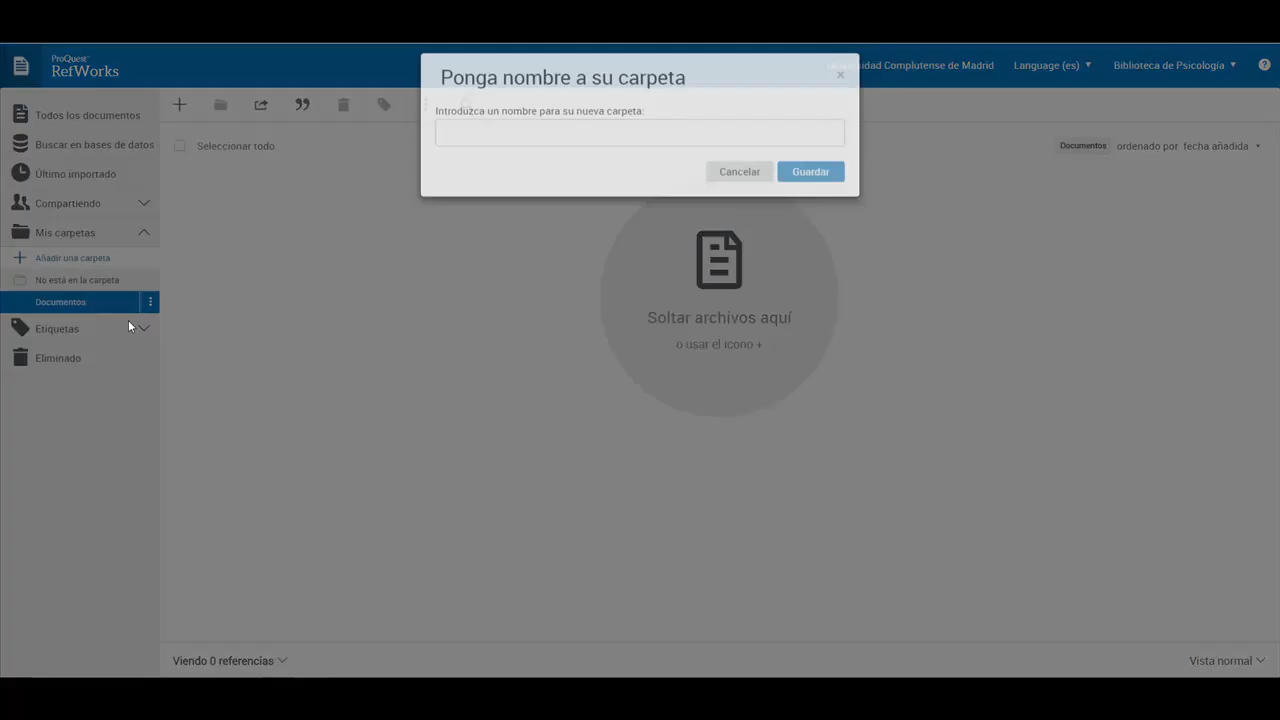 ProQuest
RefWorks
Complutense de Madrid
Language (es)
Biblioteca de Psicología
Ponga nombre a su carpeta
×
Introduzca un nombre para su nueva carpeta:
Cancelar
Guardar
Todos los documentos
Buscar en bases de datos
Último importado
Compartiendo
Mis carpetas
Añadir una carpeta
No está en la carpeta
Documentos
Etiquetas
Eliminado
Seleccionar todo
Documentos ordenado por fecha añadida
Soltar archivos aquí
o usar el icono +
Viendo 0 referencias
Vista normal